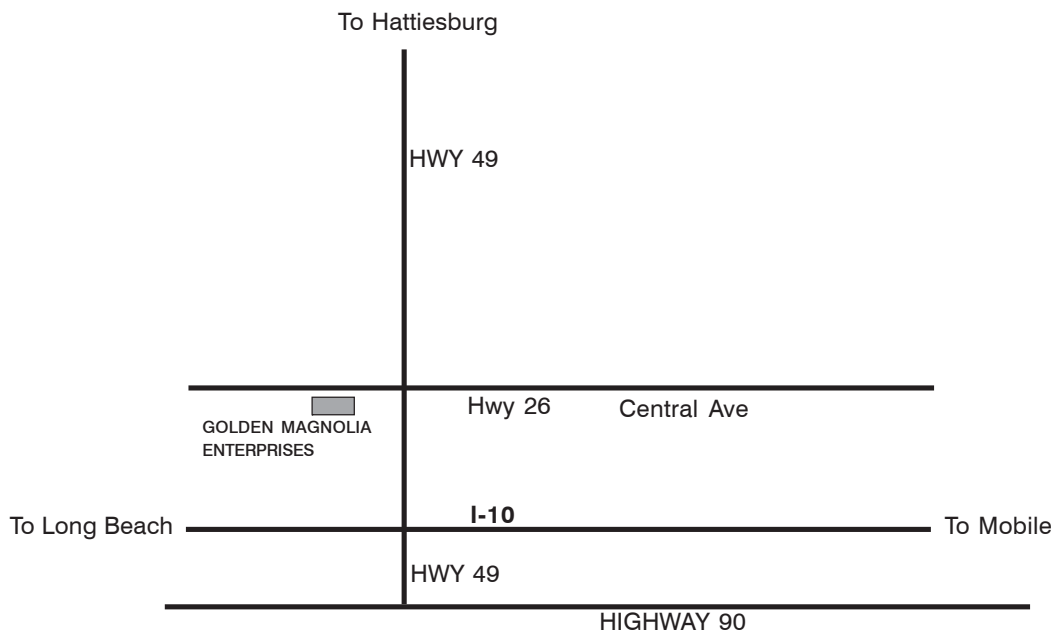 To Hattiesburg
HWY 49
Hwy 26 Central Ave
GOLDEN MAGNOLIA
ENTERPRISES
I-10
To Long Beach To Mobile
HWY 49
HIGHWAY 90